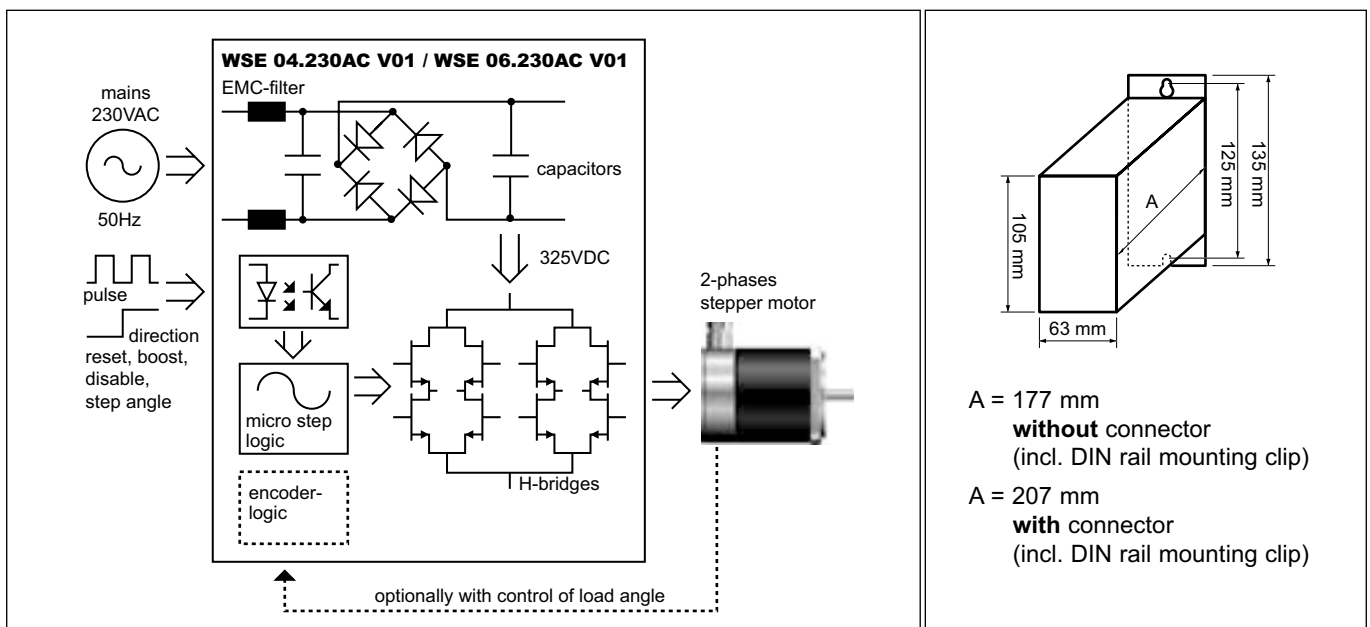 WSE 04.230AC V01 / WSE 06.230AC V01
EMC-filter
mains
230VAC
50Hz
capacitors
325VDC
pulse
direction
reset, boost,
disable,
step angle
micro step
logic
encoder-
logic
H-bridges
2-phases
stepper motor
optionally with control of load angle
105 mm
63 mm
A
125 mm
135 mm
A = 177 mm
without connector
(incl. DIN rail mounting clip)
A = 207 mm
with connector
(incl. DIN rail mounting clip)